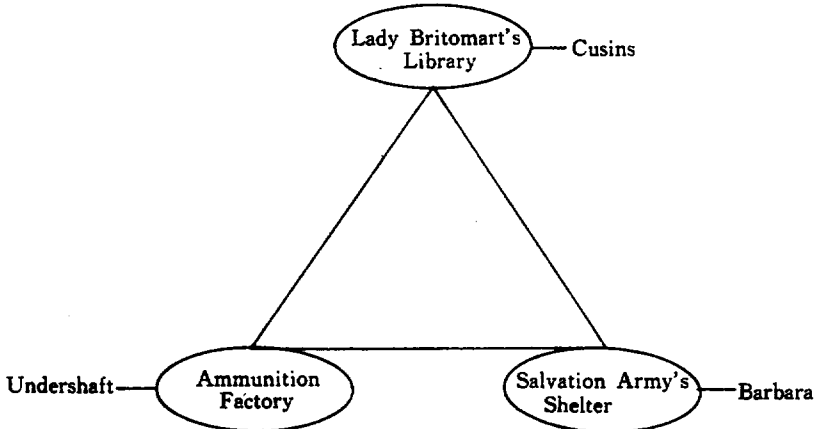 Lady Britomart's
Library
Cusins
Undershaft
Ammunition
Factory
Salvation Army's
Shelter
Barbara